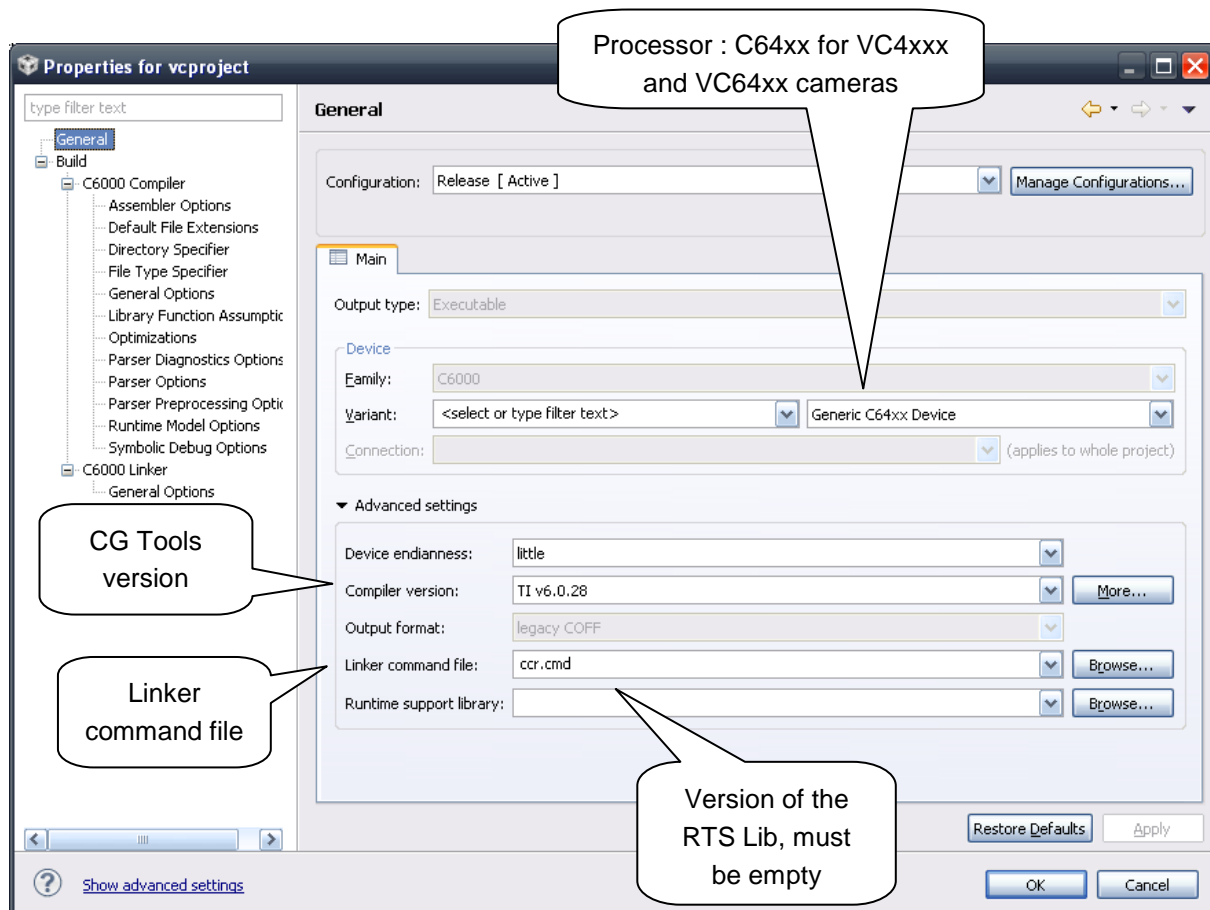 Processor : C64xx for VC4xxx
and VC64xx cameras
Properties for vcproject
type filter text
General
Build
C6000 Compiler
Assembler Options
Default File Extensions
Directory Specifier
File Type Specifier
General Options
Library Function Assumptic
Optimizations
Parser Diagnostics Options
Parser Options
Parser Preprocessing Optic
Runtime Model Options
Symbolic Debug Options
C6000 Linker
General Options
CG Tools
version
Linker
command file
General
Configuration: Release [ Active ] Manage Configurations...
Main
Output type: Executable
Device
Family: C6000
Variant: <select or type filter text> Generic C64xx Device
Connection: (applies to whole project)
Advanced settings
Device endianness: little
Compiler version: TI v6.0.28 More...
Output format: legacy COFF
Linker command file: ccr.cmd Browse...
Runtime support library: Browse...
Version of the
RTS Lib, must
be empty
Restore Defaults Apply
? Show advanced settings OK Cancel